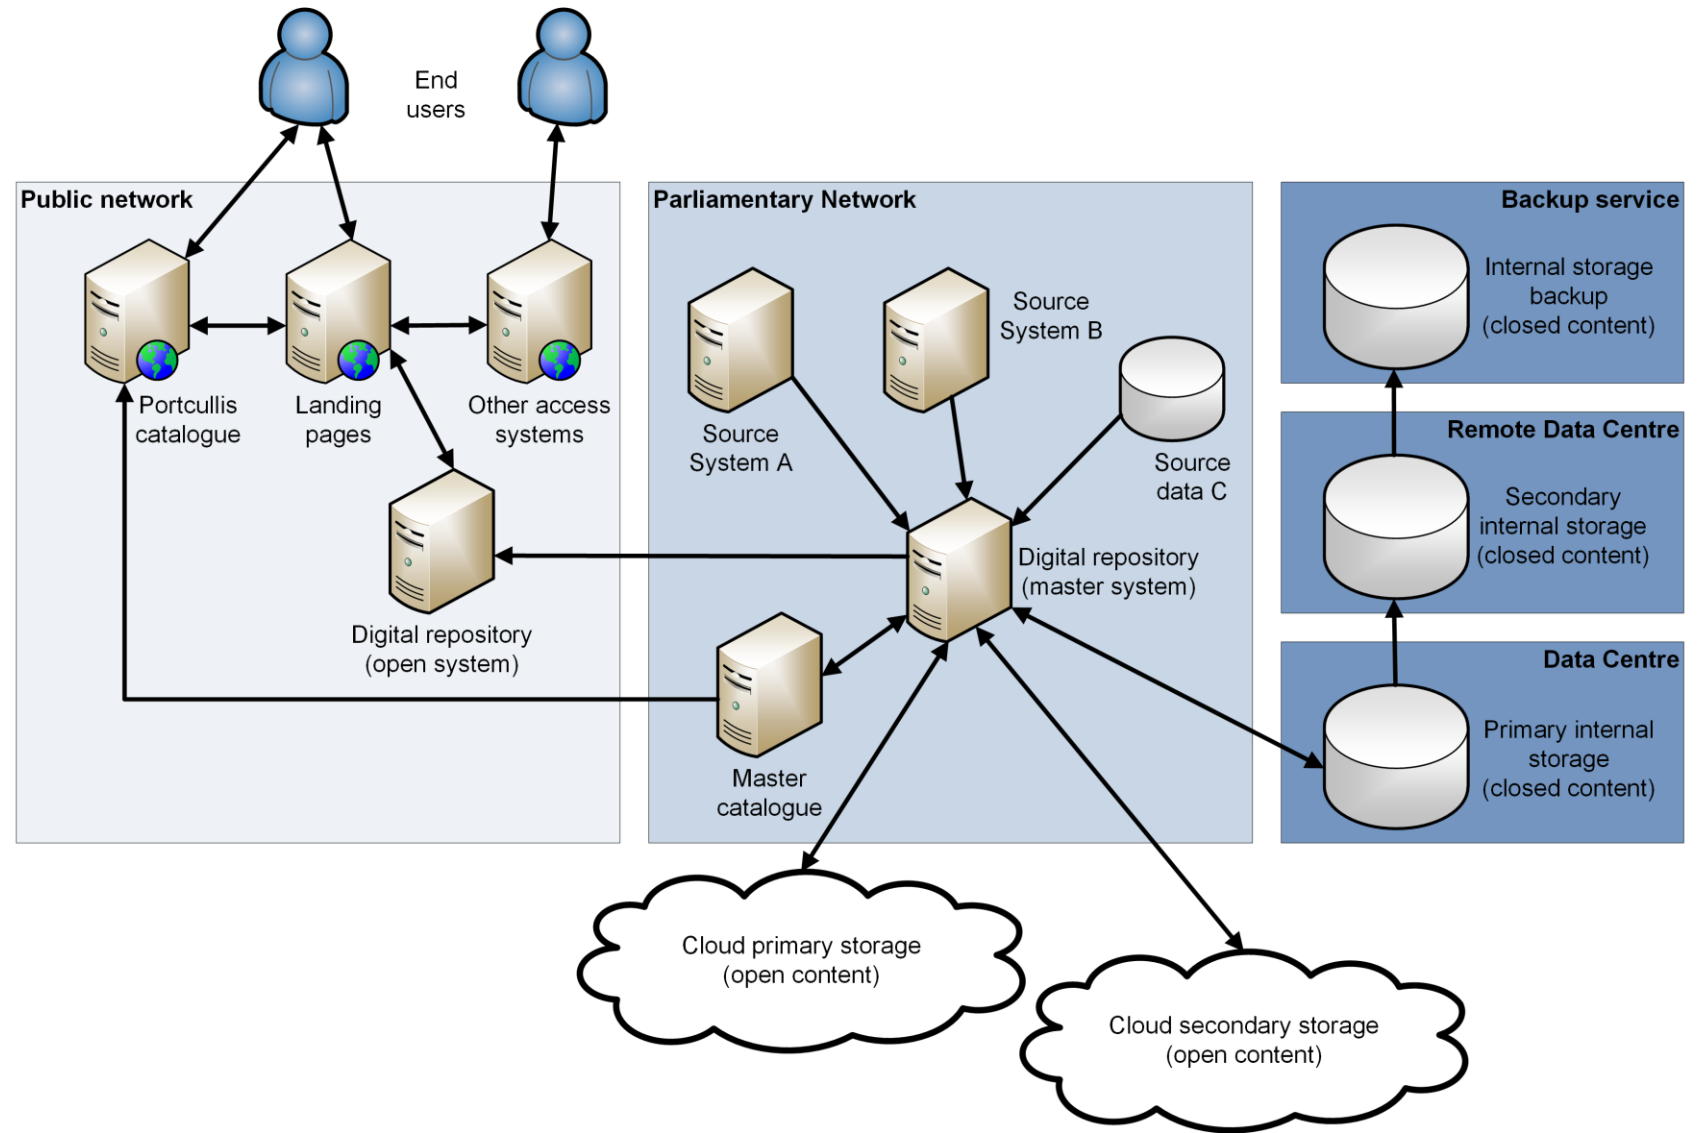 End
users
Public network
Portcullis
catalogue
Landing
pages
Other access
systems
Digital repository
(open system)
Parliamentary Network
Source
System A
Source
System B
Source
data C
Digital repository
(master system)
Master
catalogue
Backup service
Internal storage
backup
(closed content)
Remote Data Centre
Secondary
internal storage
(closed content)
Data Centre
Primary internal
storage
(closed content)
Cloud primary storage
(open content)
Cloud secondary storage
(open content)